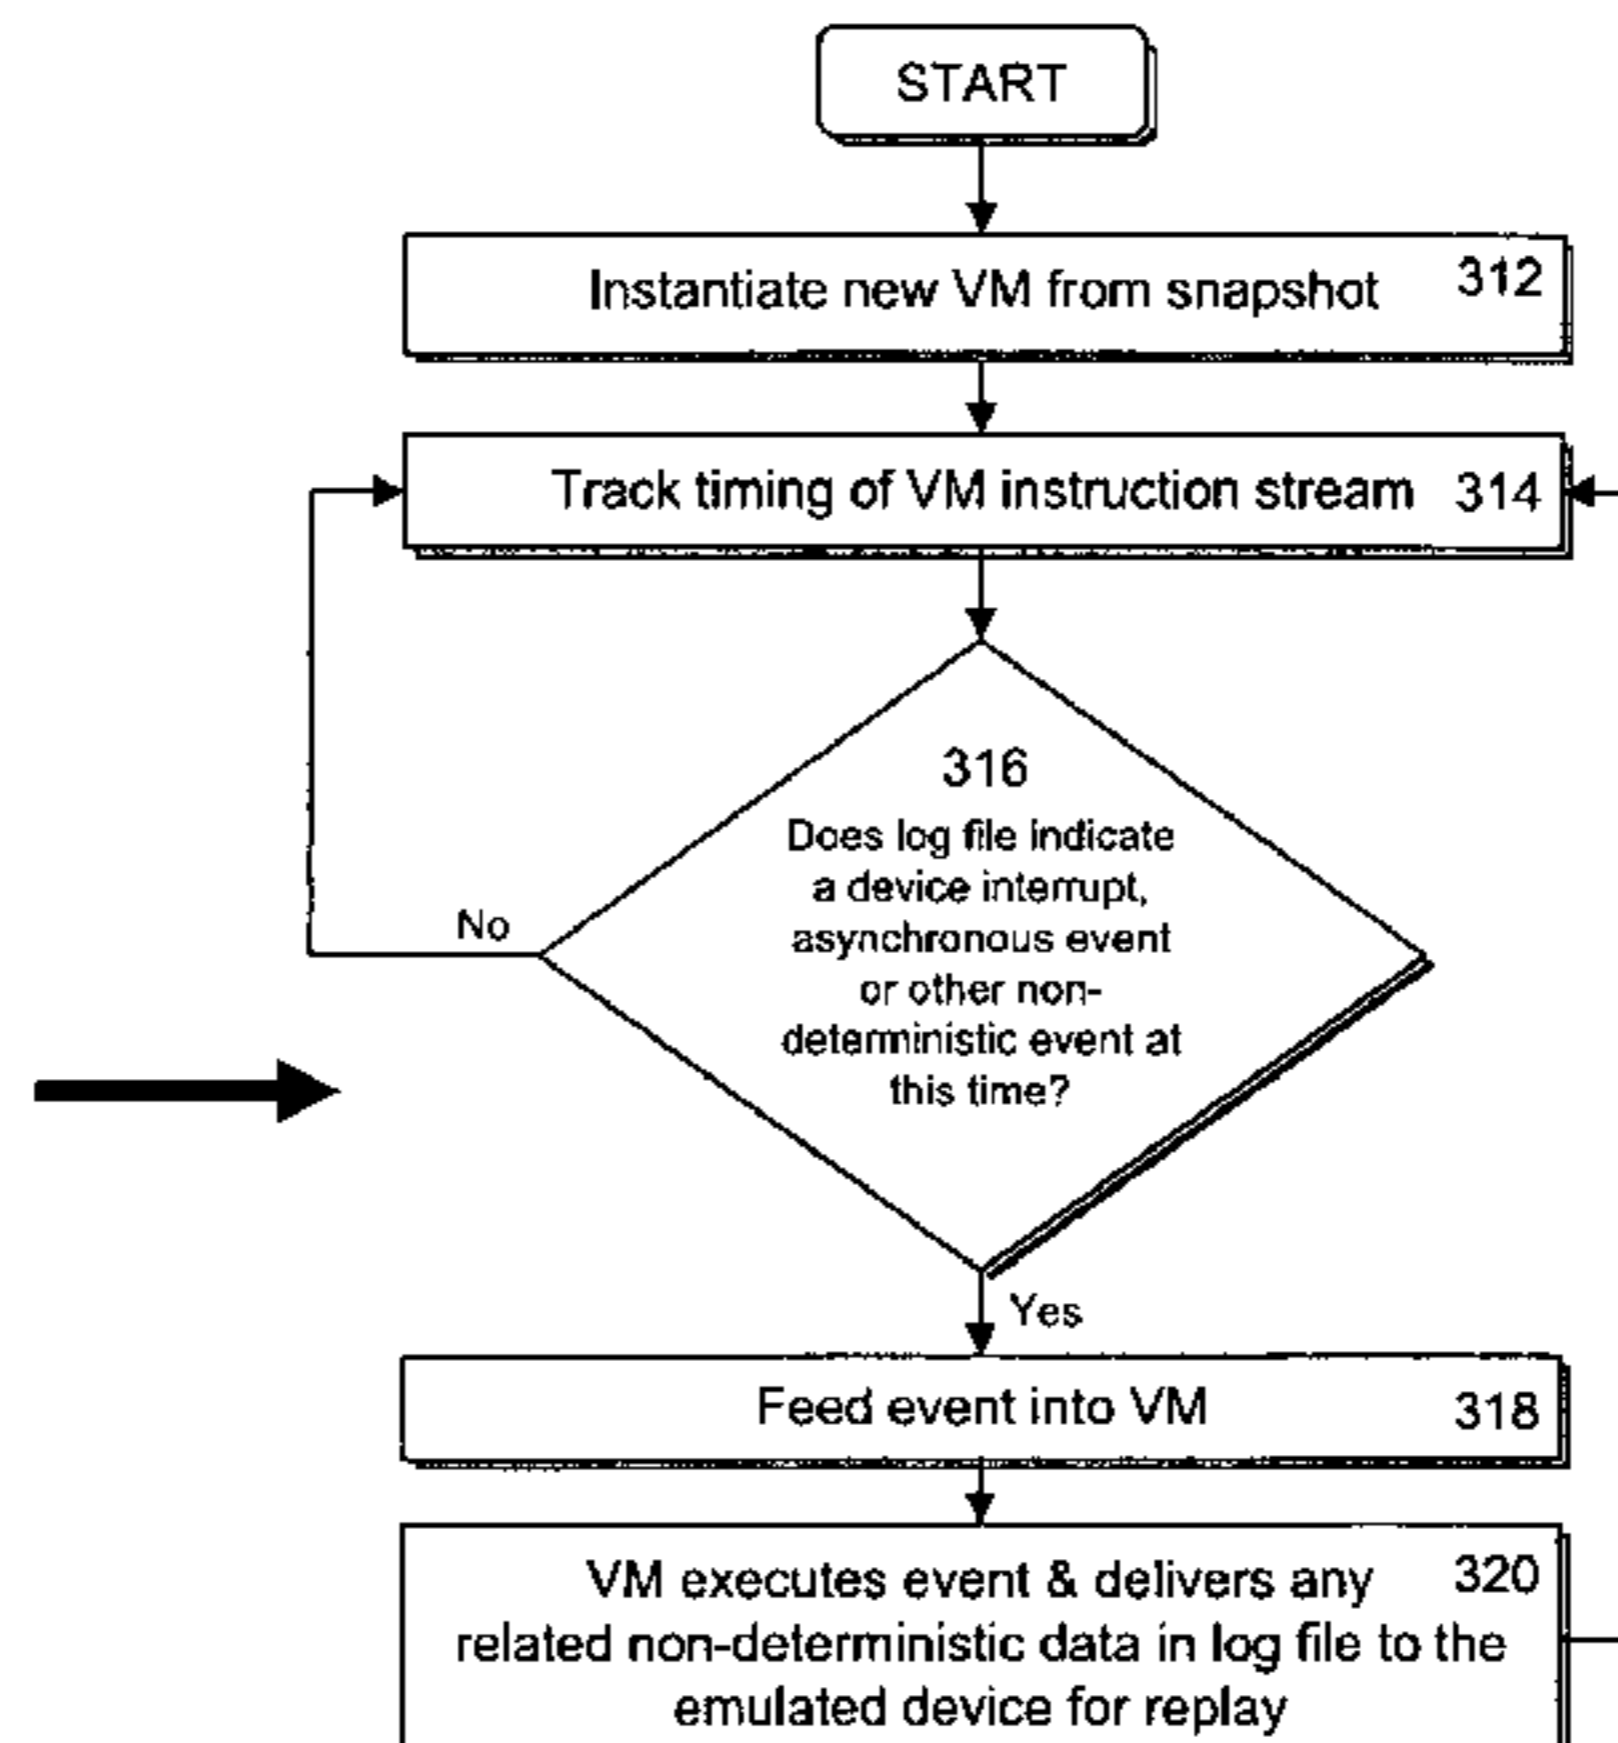 START
Instantiate new VM from snapshot 312
Track timing of VM instruction stream 314
316
Does log file indicate
a device interrupt,
asynchronous event
or other non-
deterministic event at
this time?
No
Yes
Feed event into VM 318
VM executes event & delivers any 320
related non-deterministic data in log file to the
emulated device for replay